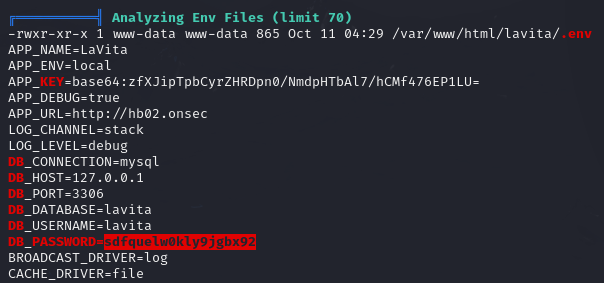 Analyzing Env Files (limit 70)
-rwxr-xr-x 1 www-data www-data 865 Oct 11 04:29 /var/www/html/lavita/.env
APP_NAME=LaVita
APP_ENV=local
APP_KEY=base64:zfXJipTpbCyrZHRDpn0/NmdpHTbAl7/hCMf476EP1LU=
APP_DEBUG=true
APP_URL=http://hb02.onsec
LOG_CHANNEL=stack
LOG_LEVEL=debug
DB_CONNECTION=mysql
DB_HOST=127.0.0.1
DB_PORT=3306
DB_DATABASE=lavita
DB_USERNAME=lavita
DB_PASSWORD=sdfquelw0kly9jgbx92
BROADCAST_DRIVER=log
CACHE_DRIVER=file